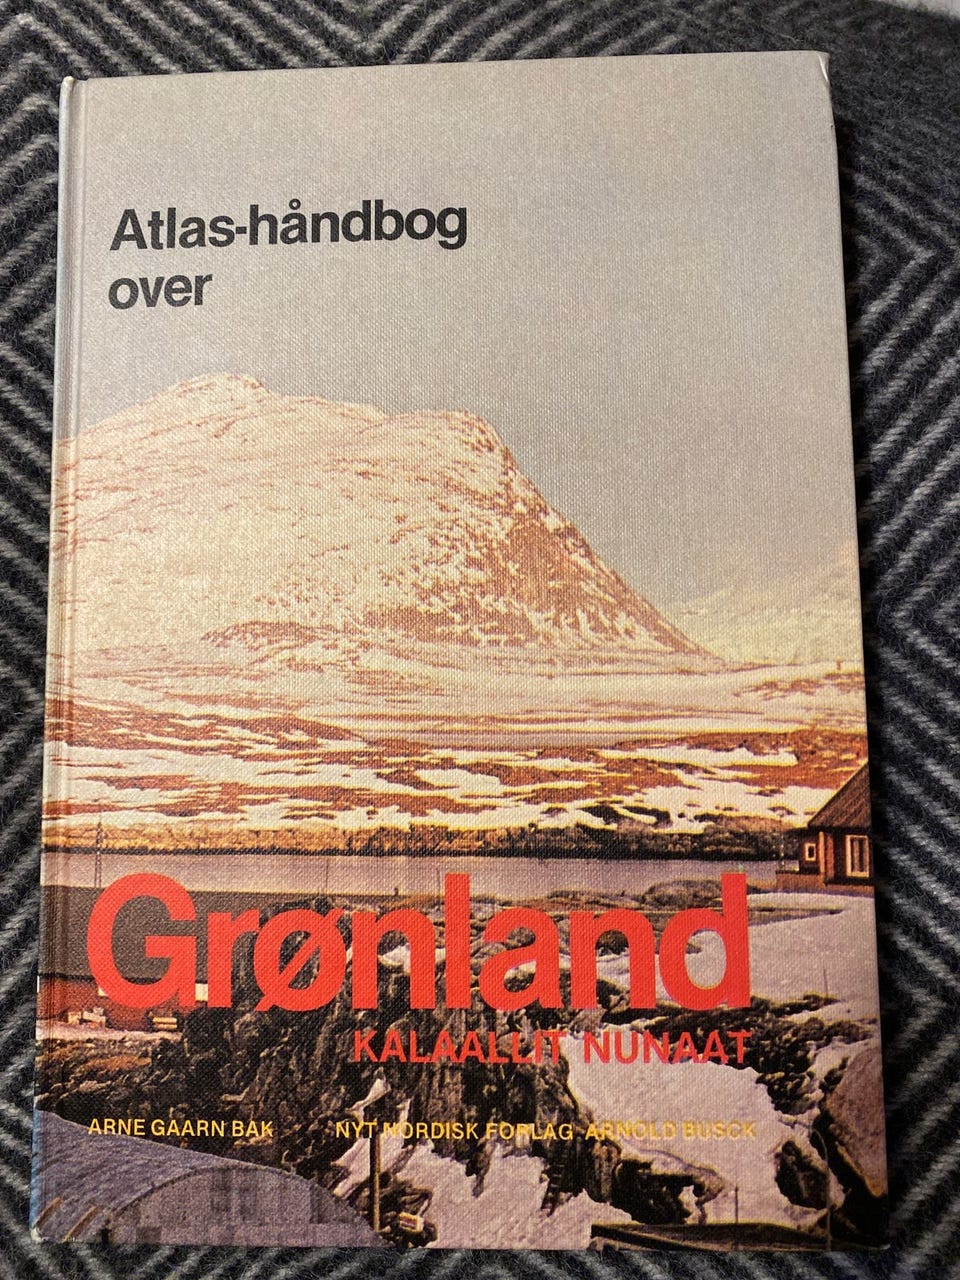 Atlas-håndbog
over
Grønland
KALAALLIT NUNAAT
ARNE GAARN BAK NYT NORDISK FORLAG ARNOLD BUSCK